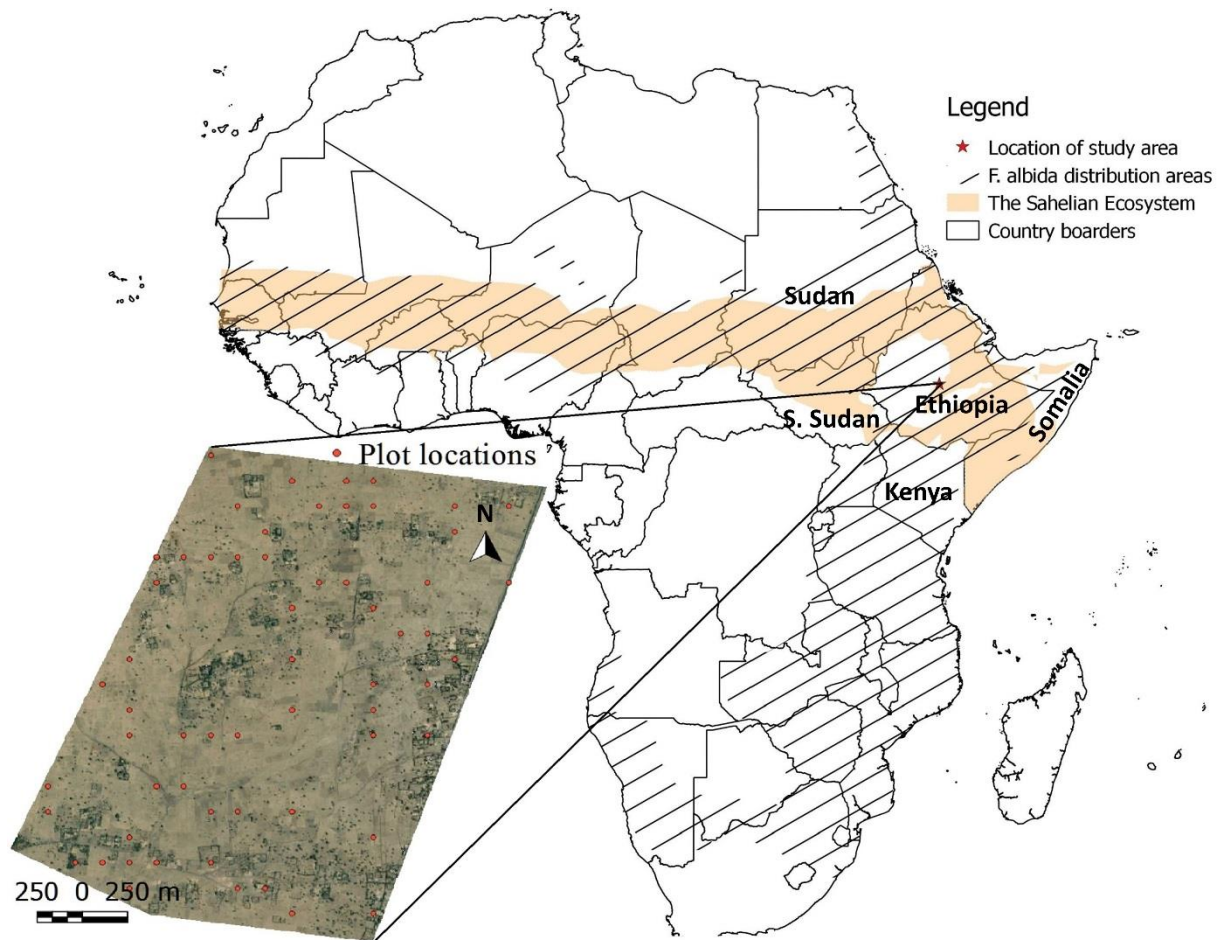 Legend
Location of study area
F. albida distribution areas
The Sahelian Ecosystem
Country boarders
Sudan
Ethiopia
S. Sudan
Somalia
Kenya
Plot locations
N
250 0 250 m